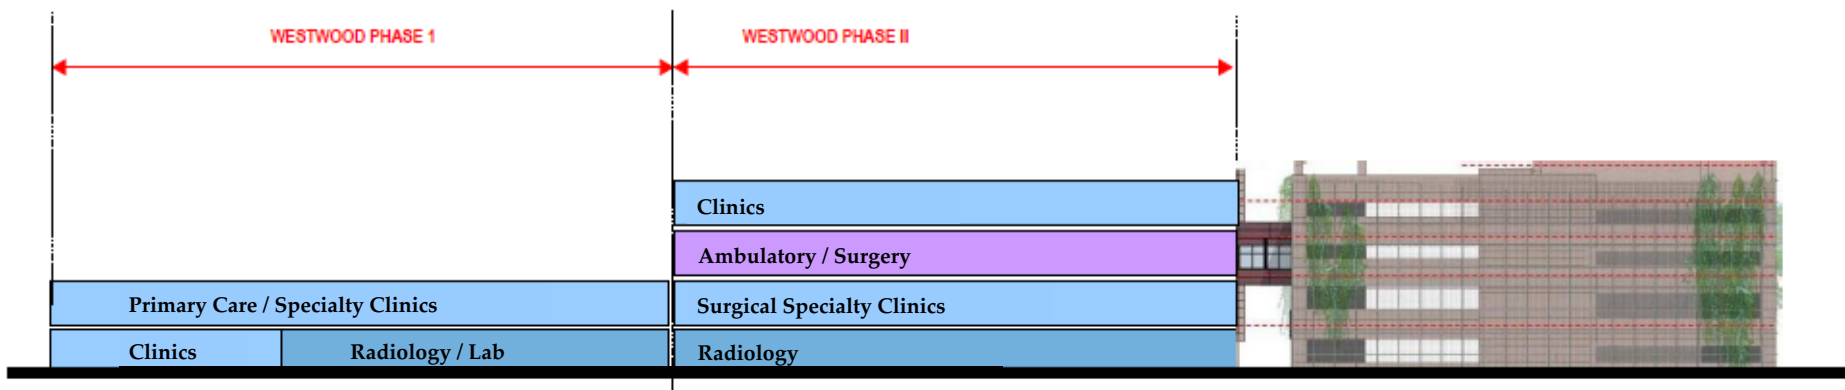 WESTWOOD PHASE 1
WESTWOOD PHASE II
Clinics
Ambulatory / Surgery
Primary Care / Specialty Clinics
Surgical Specialty Clinics
Clinics
Radiology / Lab
Radiology